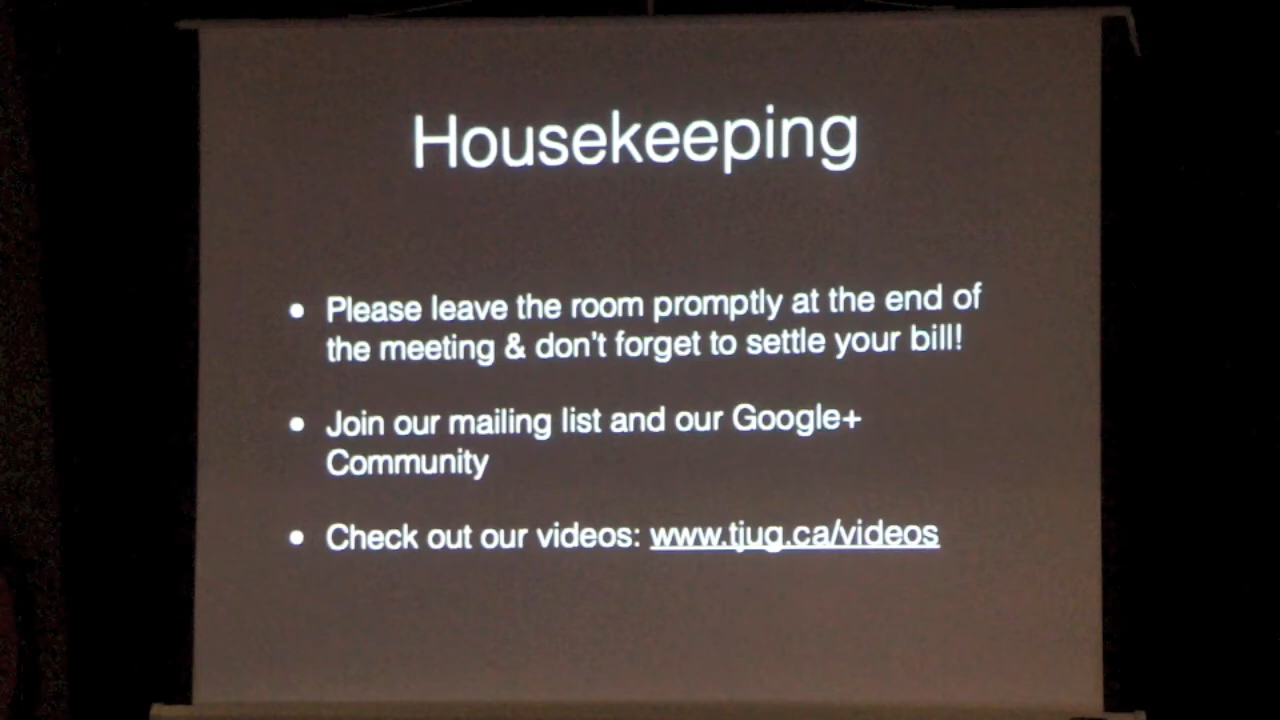 Housekeeping
• Please leave the room promptly at the end of
the meeting & don't forget to settle your bill!
• Join our mailing list and our Google+
Community
• Check out our videos: www.tjug.ca/videos